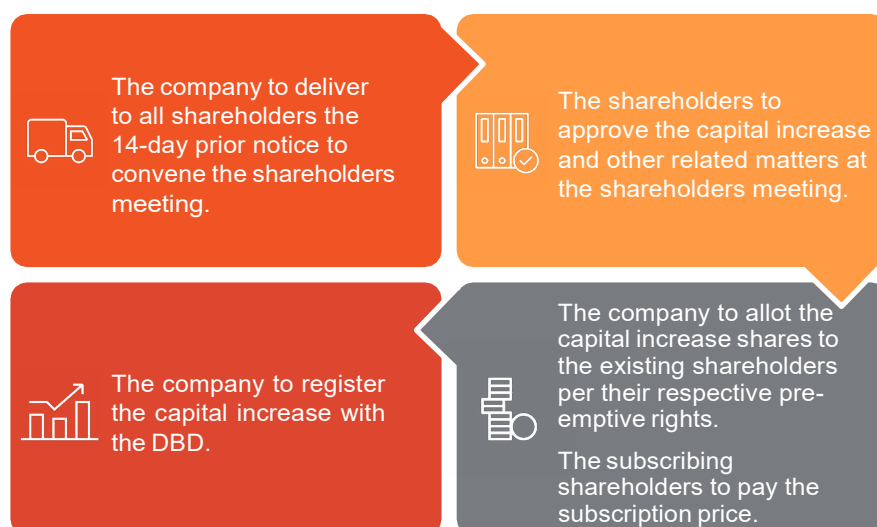 The company to deliver
to all shareholders the
14-day prior notice to
convene the shareholders
meeting.
The shareholders to
approve the capital increase
and other related matters at
the shareholders meeting.
The company to allot the
capital increase shares to
the existing shareholders
per their respective pre-
emptive rights.
The subscribing
shareholders to pay the
subscription price.
The company to register
the capital increase with
the DBD.